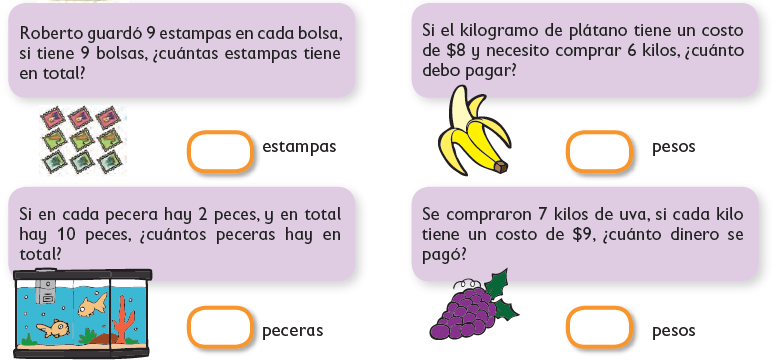 Roberto guardó 9 estampas en cada bolsa,
si tiene 9 bolsas, ¿cuántas estampas tiene
en total?
estampas
Si el kilogramo de plátano tiene un costo
de $8 y necesito comprar 6 kilos, ¿cuánto
debo pagar?
pesos
Si en cada pecera hay 2 peces, y en total
hay 10 peces, ¿cuántos peceras hay en
total?
peceras
Se compraron 7 kilos de uva, si cada kilo
tiene un costo de $9, ¿cuánto dinero se
pagó?
pesos